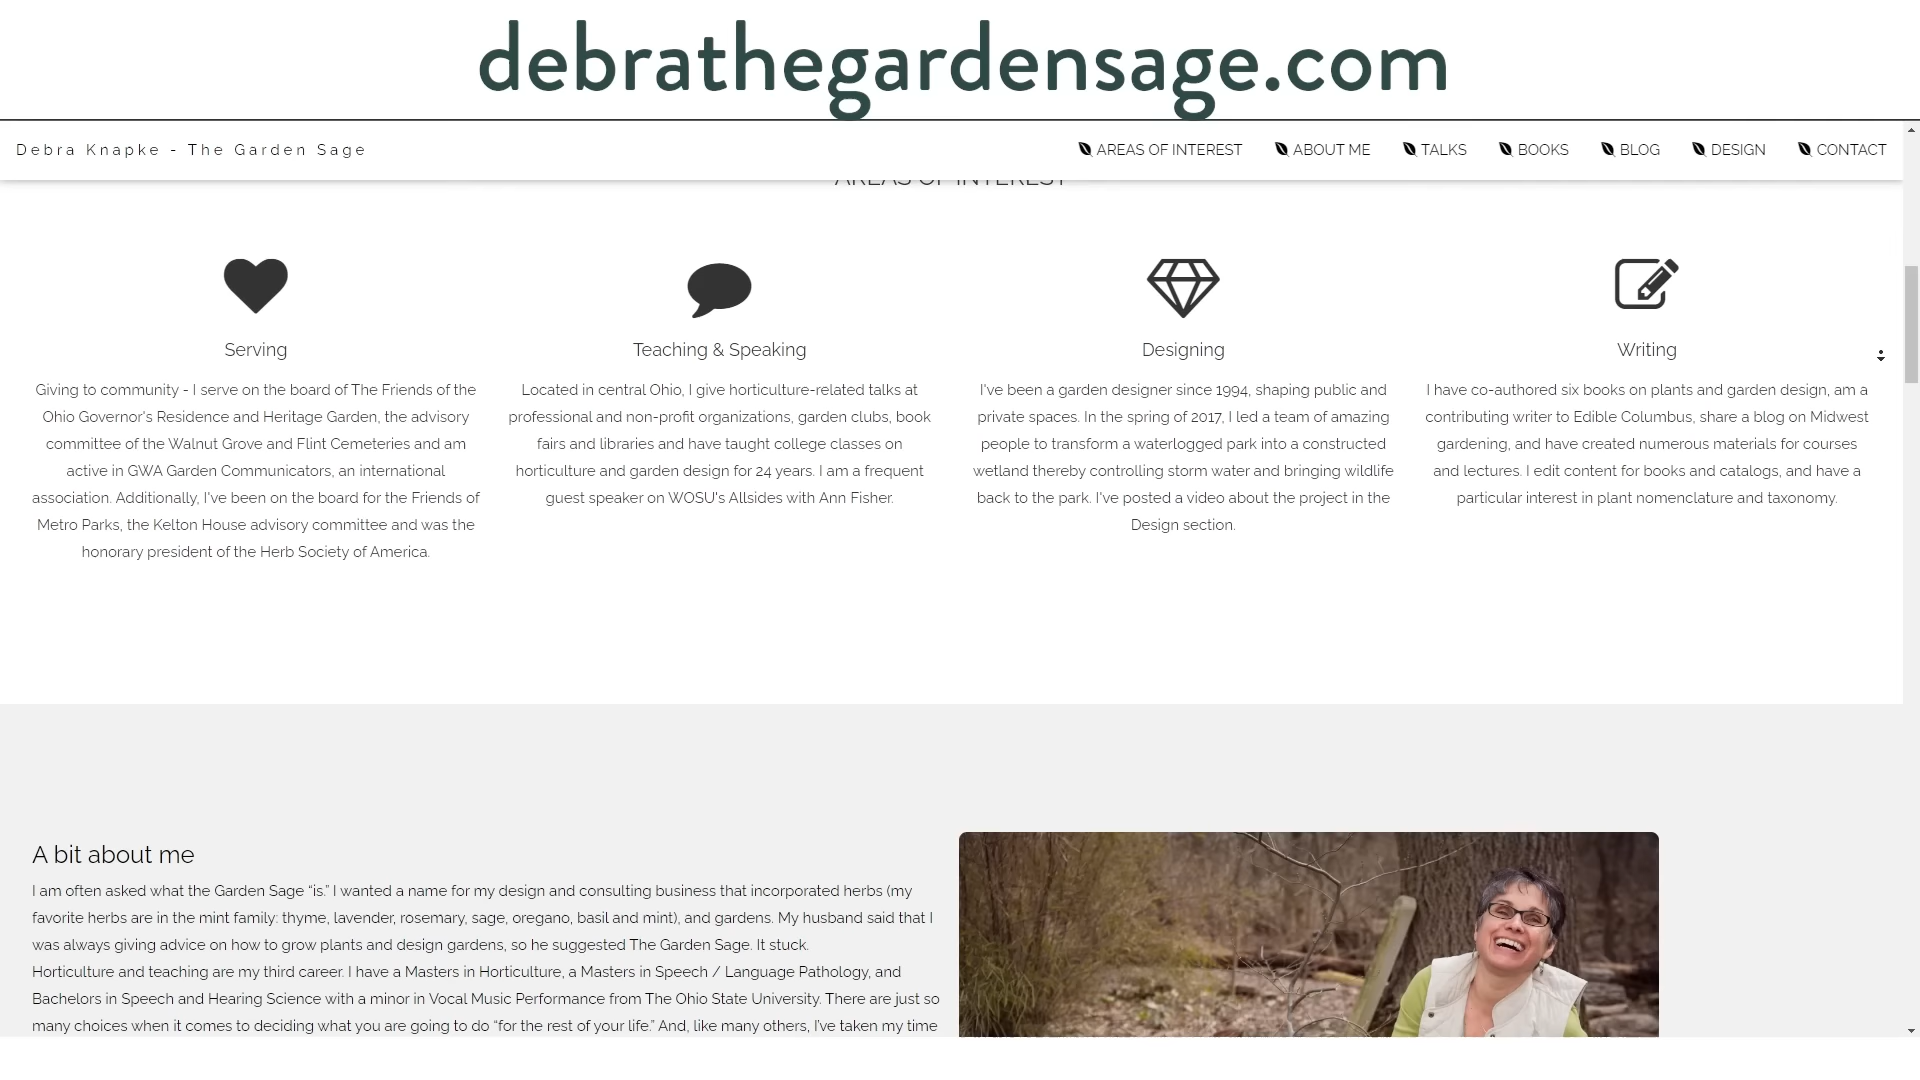 debrathegardensage.com
Debra Knapke - The Garden Sage
AREAS OF INTEREST
ABOUT ME
TALKS
BOOKS
BLOG
DESIGN
CONTACT
AREAS OF INTEREST
Serving
Giving to community - I serve on the board of The Friends of the
Ohio Governor's Residence and Heritage Garden, the advisory
committee of the Walnut Grove and Flint Cemeteries and am
active in GWA Garden Communicators, an international
association. Additionally, I've been on the board for the Friends of
Metro Parks, the Kelton House advisory committee and was the
honorary president of the Herb Society of America.
Teaching & Speaking
Located in central Ohio, I give horticulture-related talks at
professional and non-profit organizations, garden clubs, book
fairs and libraries and have taught college classes on
horticulture and garden design for 24 years. I am a frequent
guest speaker on WOSU's Allsides with Ann Fisher.
Designing
I've been a garden designer since 1994, shaping public and
private spaces. In the spring of 2017, I led a team of amazing
people to transform a waterlogged park into a constructed
wetland thereby controlling storm water and bringing wildlife
back to the park. I've posted a video about the project in the
Design section.
Writing
I have co-authored six books on plants and garden design, am a
contributing writer to Edible Columbus, share a blog on Midwest
gardening, and have created numerous materials for courses
and lectures. I edit content for books and catalogs, and have a
particular interest in plant nomenclature and taxonomy.
A bit about me
I am often asked what the Garden Sage “is.” I wanted a name for my design and consulting business that incorporated herbs (my
favorite herbs are in the mint family: thyme, lavender, rosemary, sage, oregano, basil and mint), and gardens. My husband said that I
was always giving advice on how to grow plants and design gardens, so he suggested The Garden Sage. It stuck.
Horticulture and teaching are my third career. I have a Masters in Horticulture, a Masters in Speech / Language Pathology, and
Bachelors in Speech and Hearing Science with a minor in Vocal Music Performance from The Ohio State University. There are just so
many choices when it comes to deciding what you are going to do “for the rest of your life.” And, like many others, I’ve taken my time